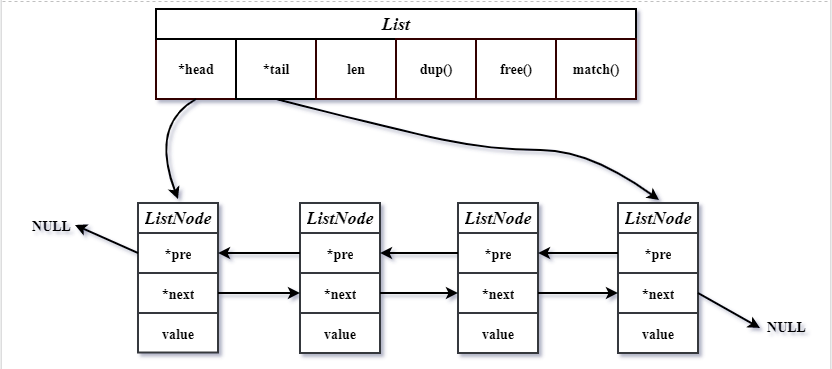 List
*head *tail len dup() free() match()
ListNode ListNode ListNode ListNode
NULL
*pre *pre *pre *pre
*next *next *next *next
NULL
value value value value